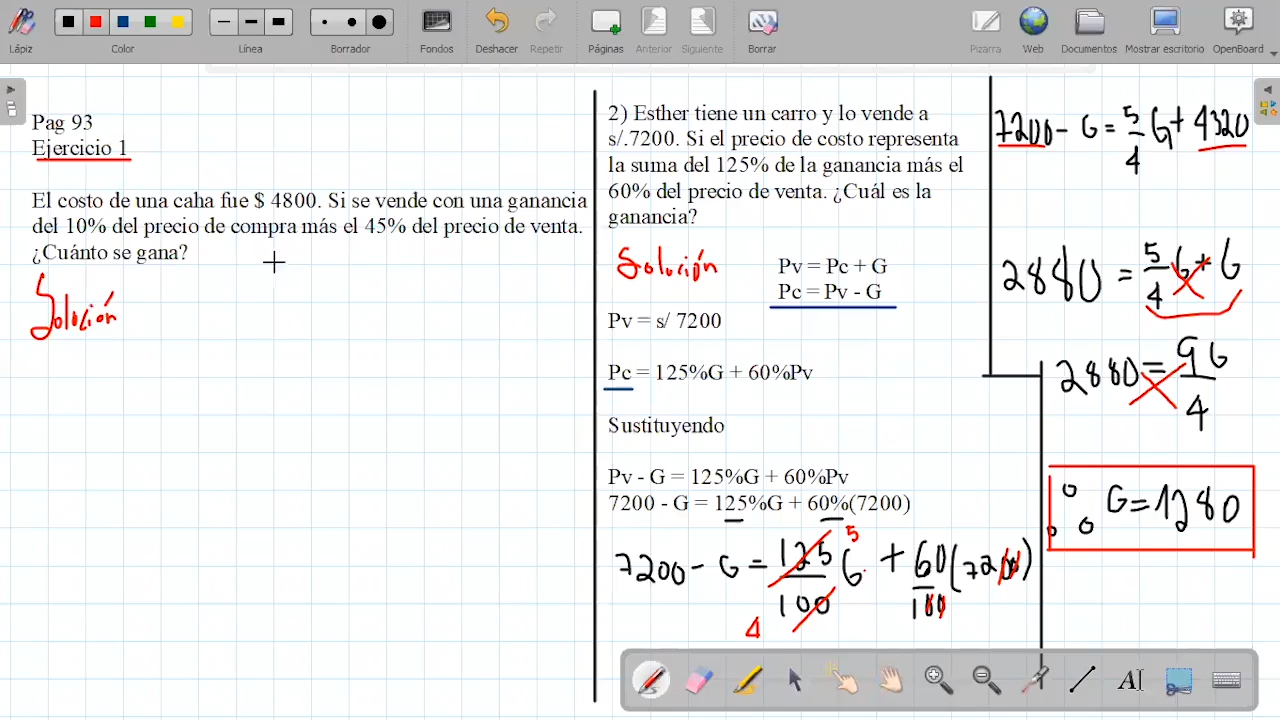 Lápiz
Color
Línea
Borrador
Fondos
Deshacer
Repetir
Páginas
Anterior
Siguiente
Borrar
Pizarra
Web
Documentos
Mostrar escritorio
OpenBoard
Pag 93
Ejercicio 1
El costo de una caha fue $ 4800. Si se vende con una ganancia
del 10% del precio de compra más el 45% del precio de venta.
¿Cuánto se gana?
Solución
2) Esther tiene un carro y lo vende a
s/.7200. Si el precio de costo representa
la suma del 125% de la ganancia más el
60% del precio de venta. ¿Cuál es la
ganancia?
Solución
Pv = Pc + G
Pc = Pv - G
Pv = s/ 7200
Pc = 125%G + 60%Pv
Sustituyendo
Pv - G = 125%G + 60%Pv
7200 - G = 125%G + 60%(7200)
7200 - G = 125/100 G + 60/100 (7200)
5
4
7200 - G = 5/4 G + 4320
2880 = 5/4 G + G
2880 = 9G/4
G = 1280
AI